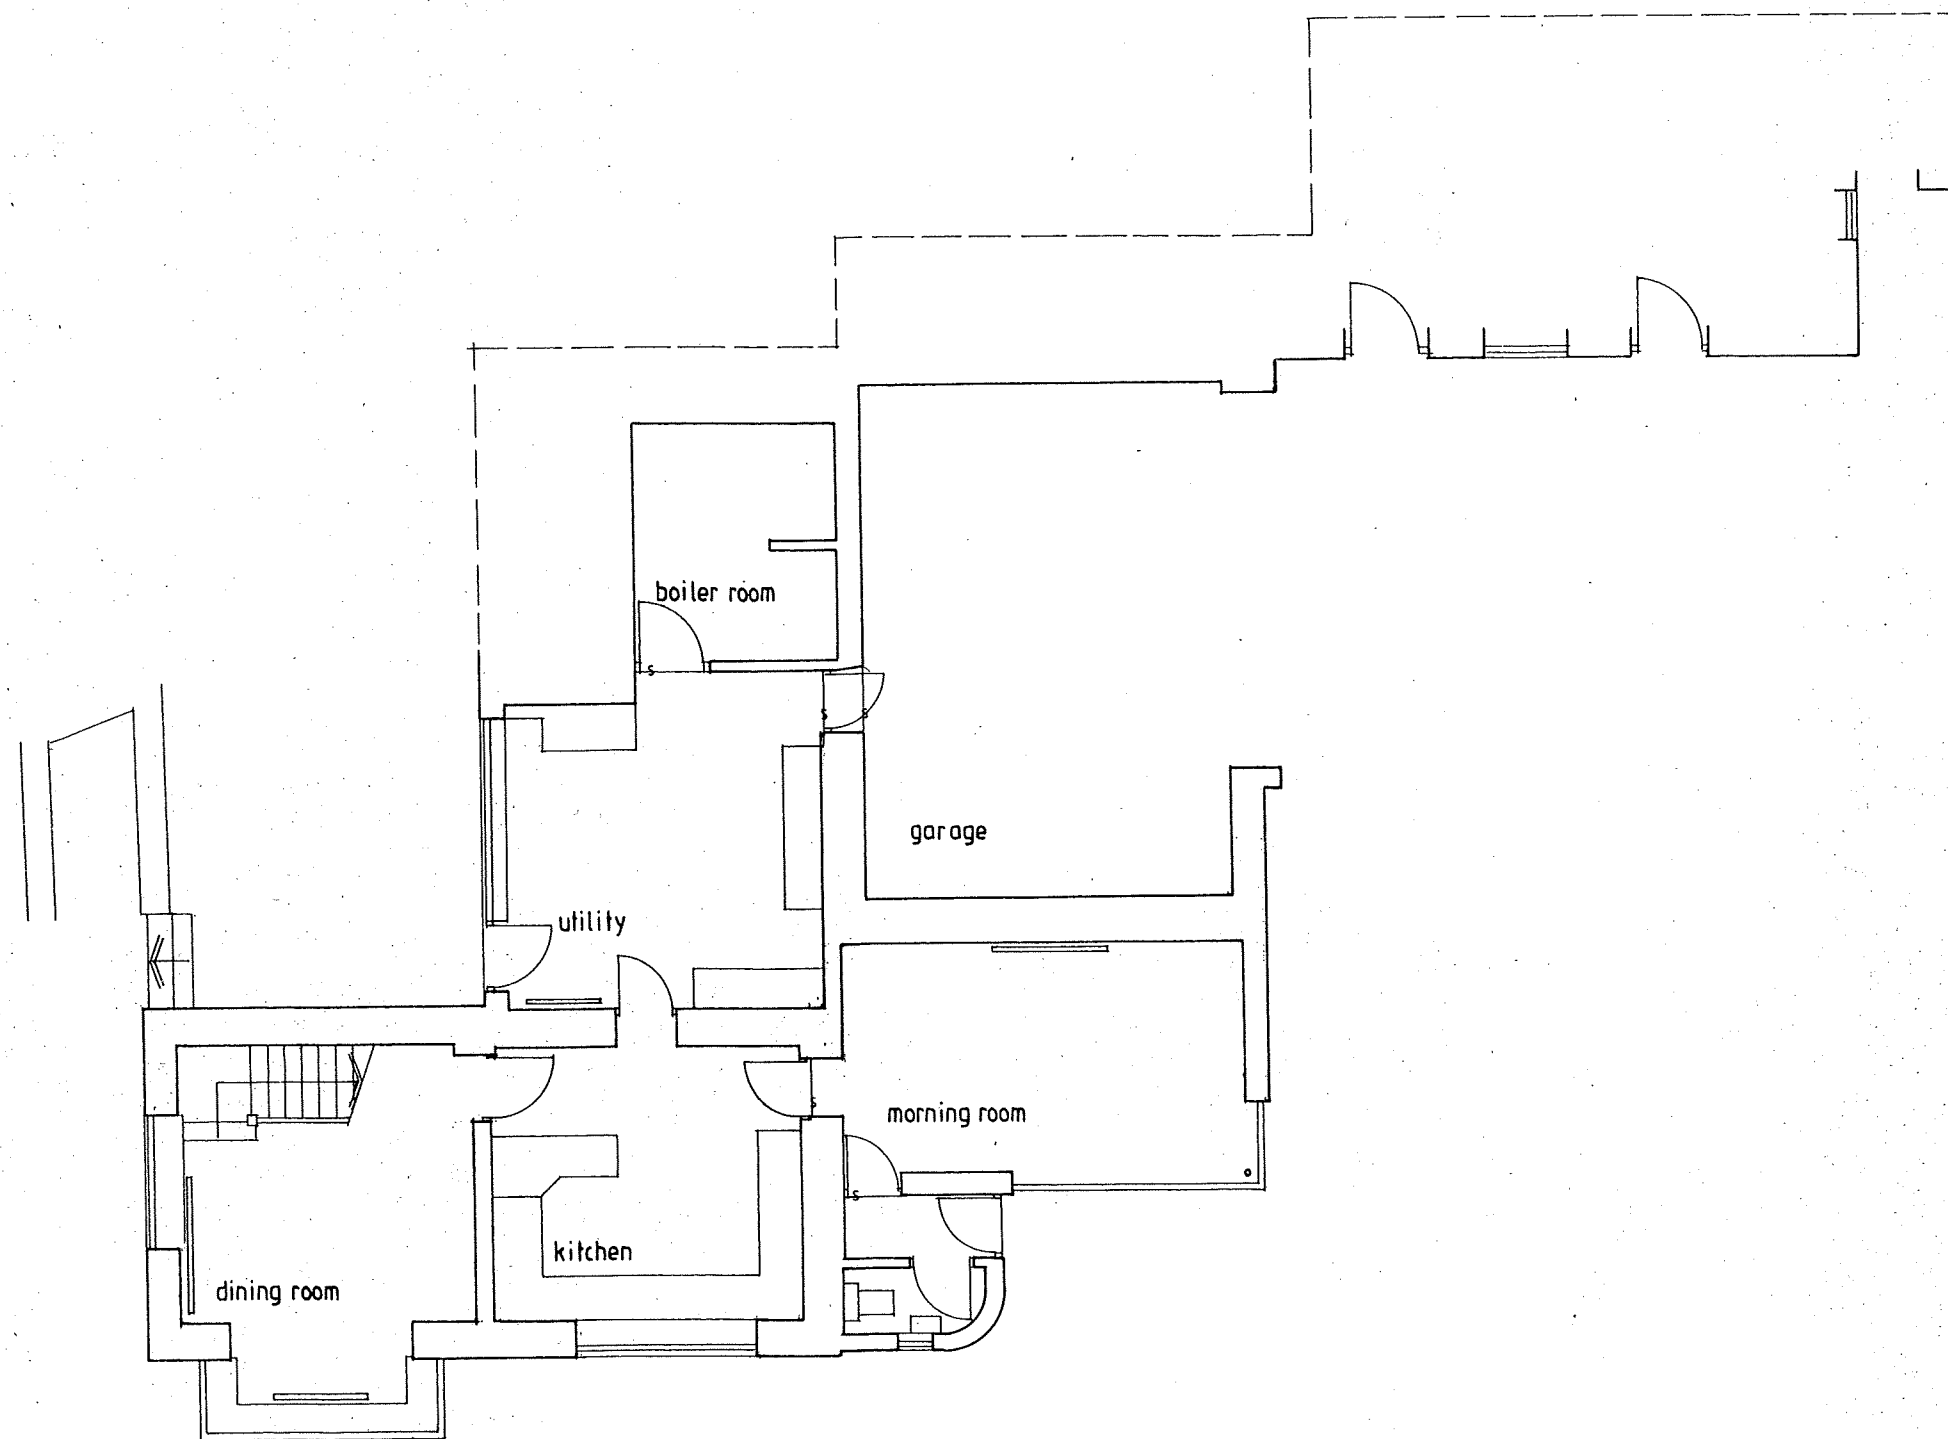 boiler room
s
s
s
garage
utility
s
morning room
s
kitchen
dining room